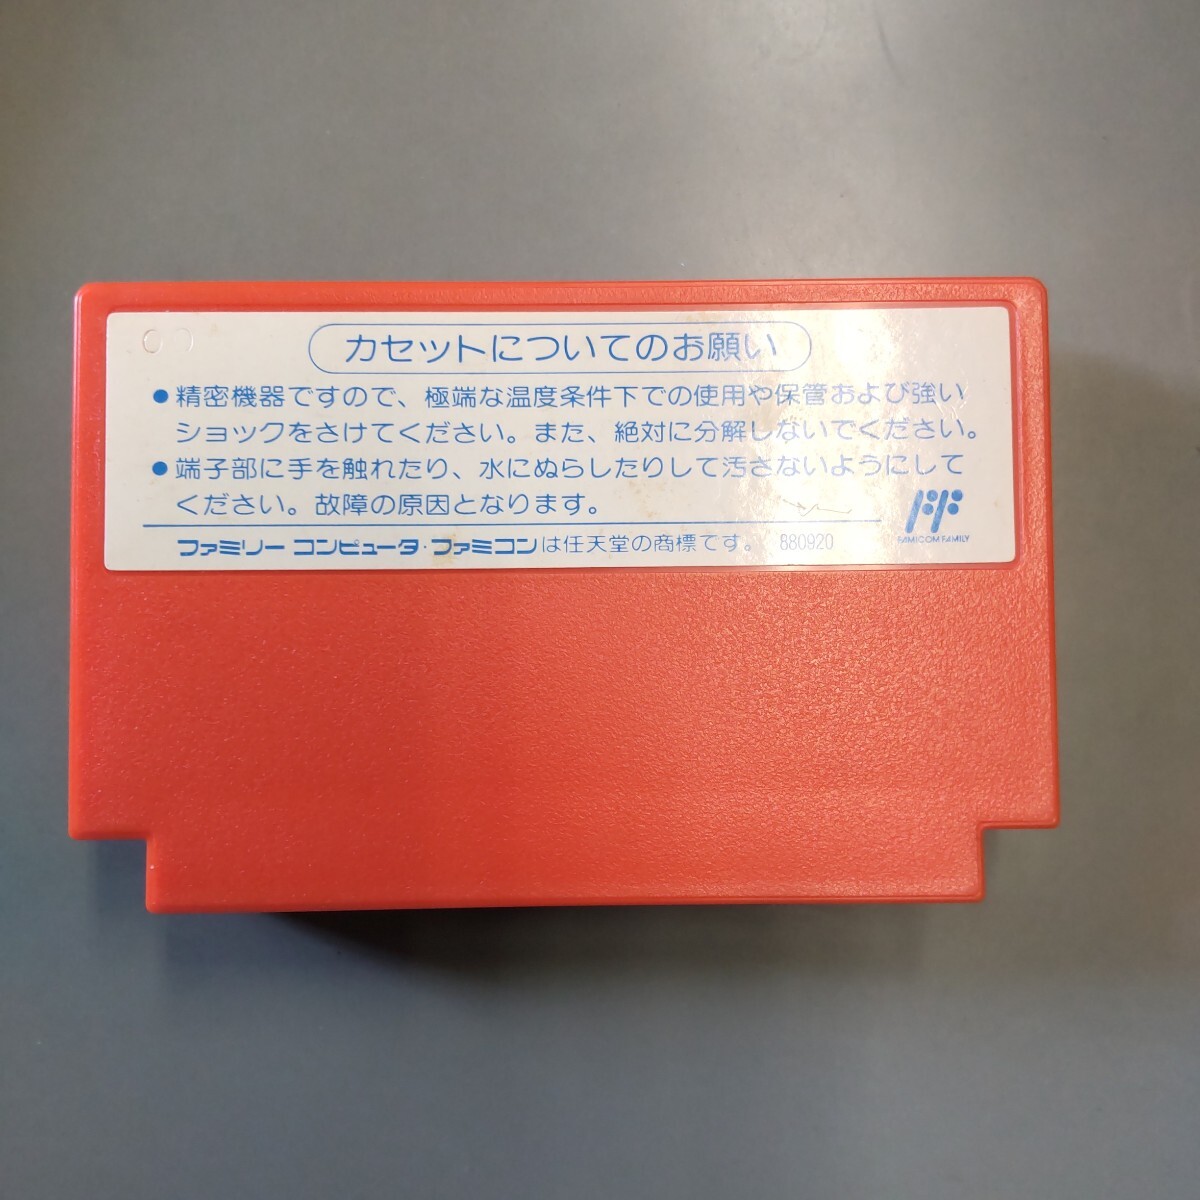 カセットについてのお願い
●精密機器ですので、極端な温度条件下での使用や保管および強い
ショックをさけてください。また、絶対に分解しないでください。
●端子部に手を触れたり、水にぬらしたりして汚さないようにして
ください。故障の原因となります。
ファミリーコンピュータ・ファミコンは任天堂の商標です。 880920
FAMICOM FAMILY